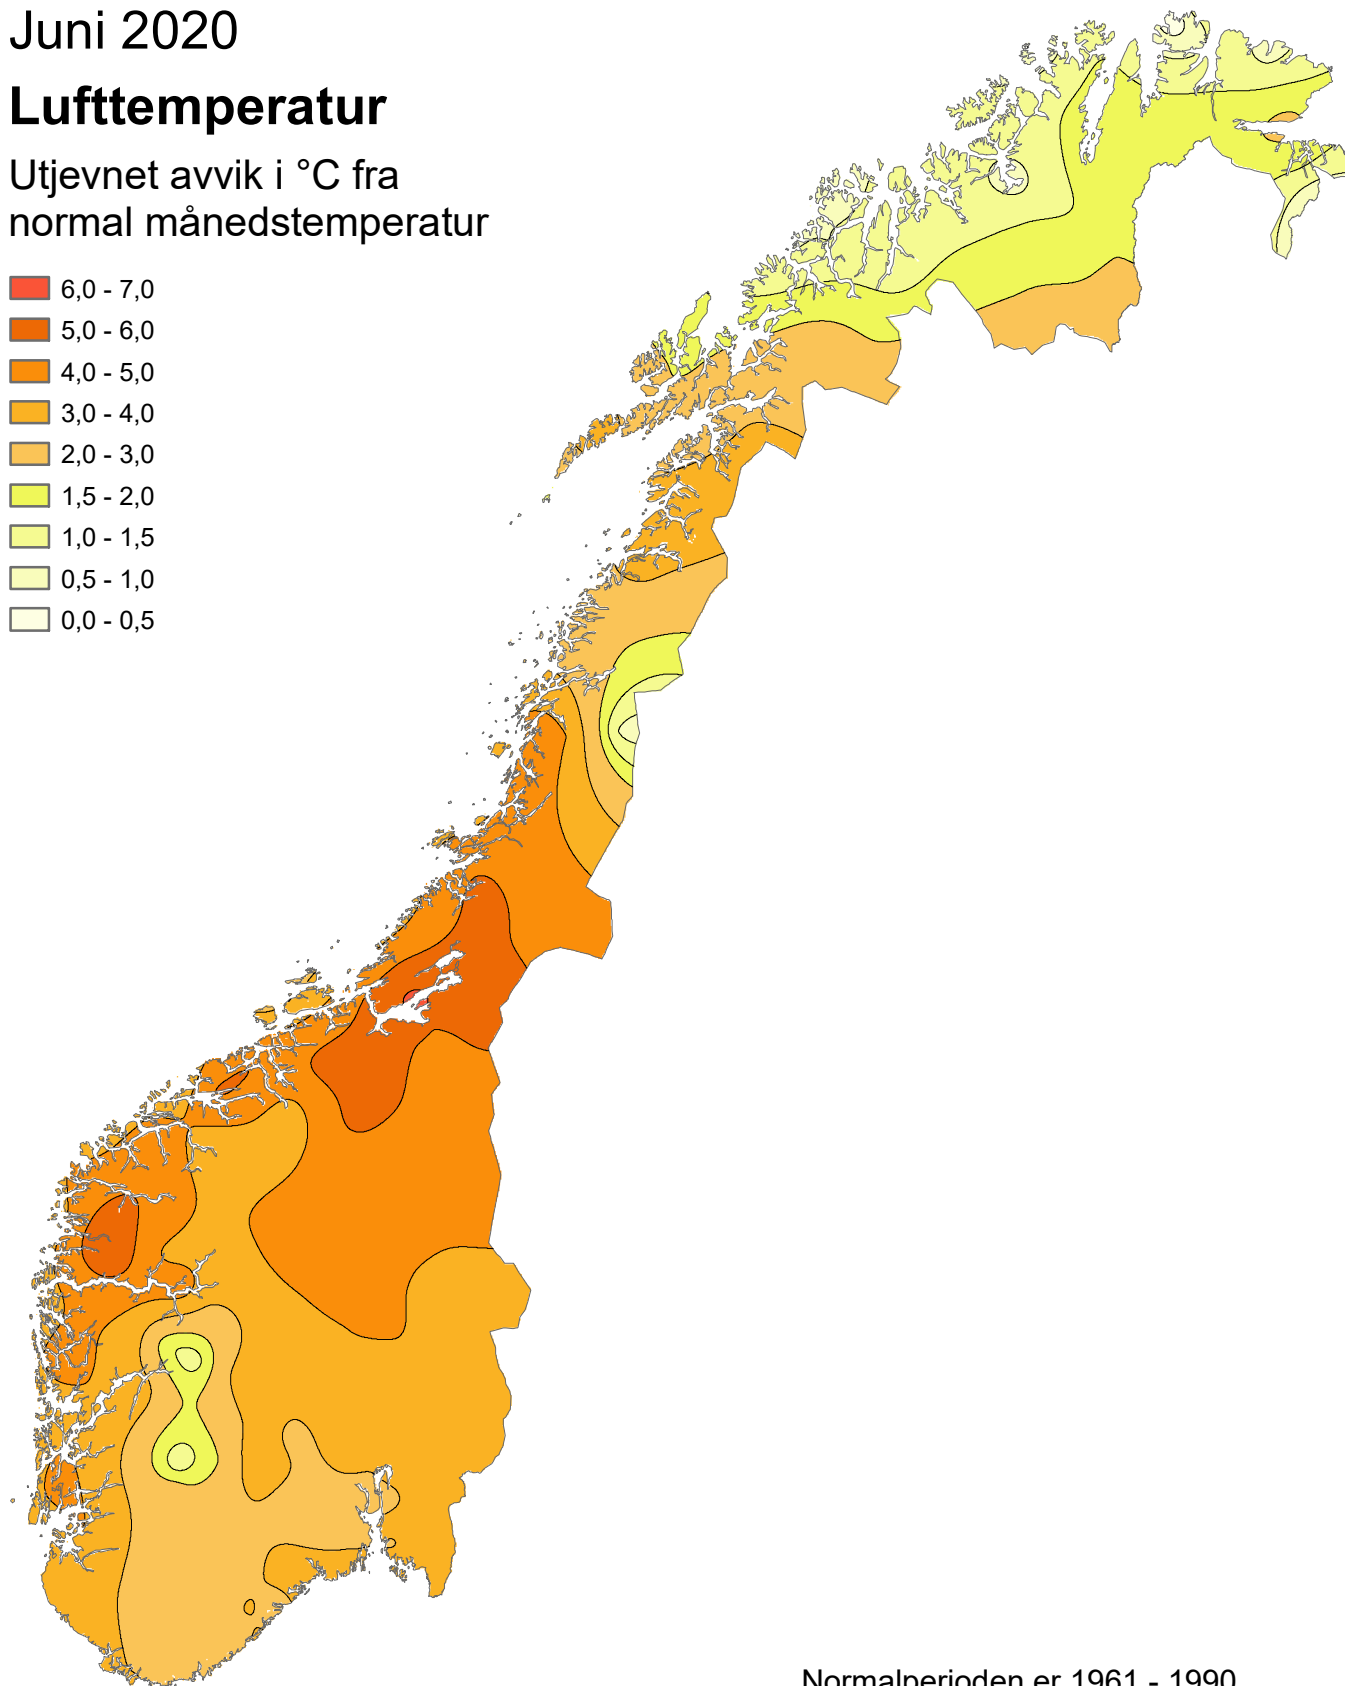 Juni 2020
Lufttemperatur
Utjevnet avvik i °C fra
normal månedstemperatur
6,0 - 7,0
5,0 - 6,0
4,0 - 5,0
3,0 - 4,0
2,0 - 3,0
1,5 - 2,0
1,0 - 1,5
0,5 - 1,0
0,0 - 0,5
Normalperioden er 1961 - 1990